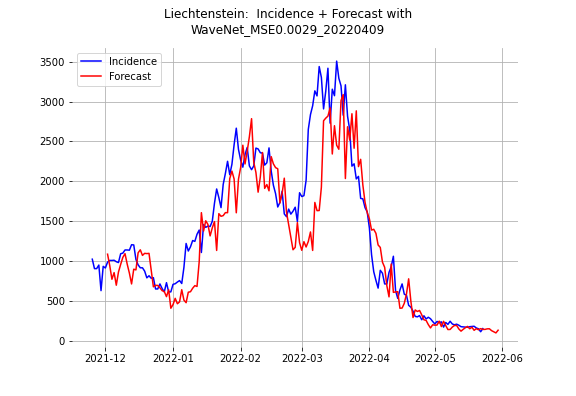 Liechtenstein:  Incidence + Forecast with
WaveNet_MSE0.0029_20220409
Incidence
Forecast
3500
3000
2500
2000
1500
1000
500
0
2021-12 2022-01 2022-02 2022-03 2022-04 2022-05 2022-06